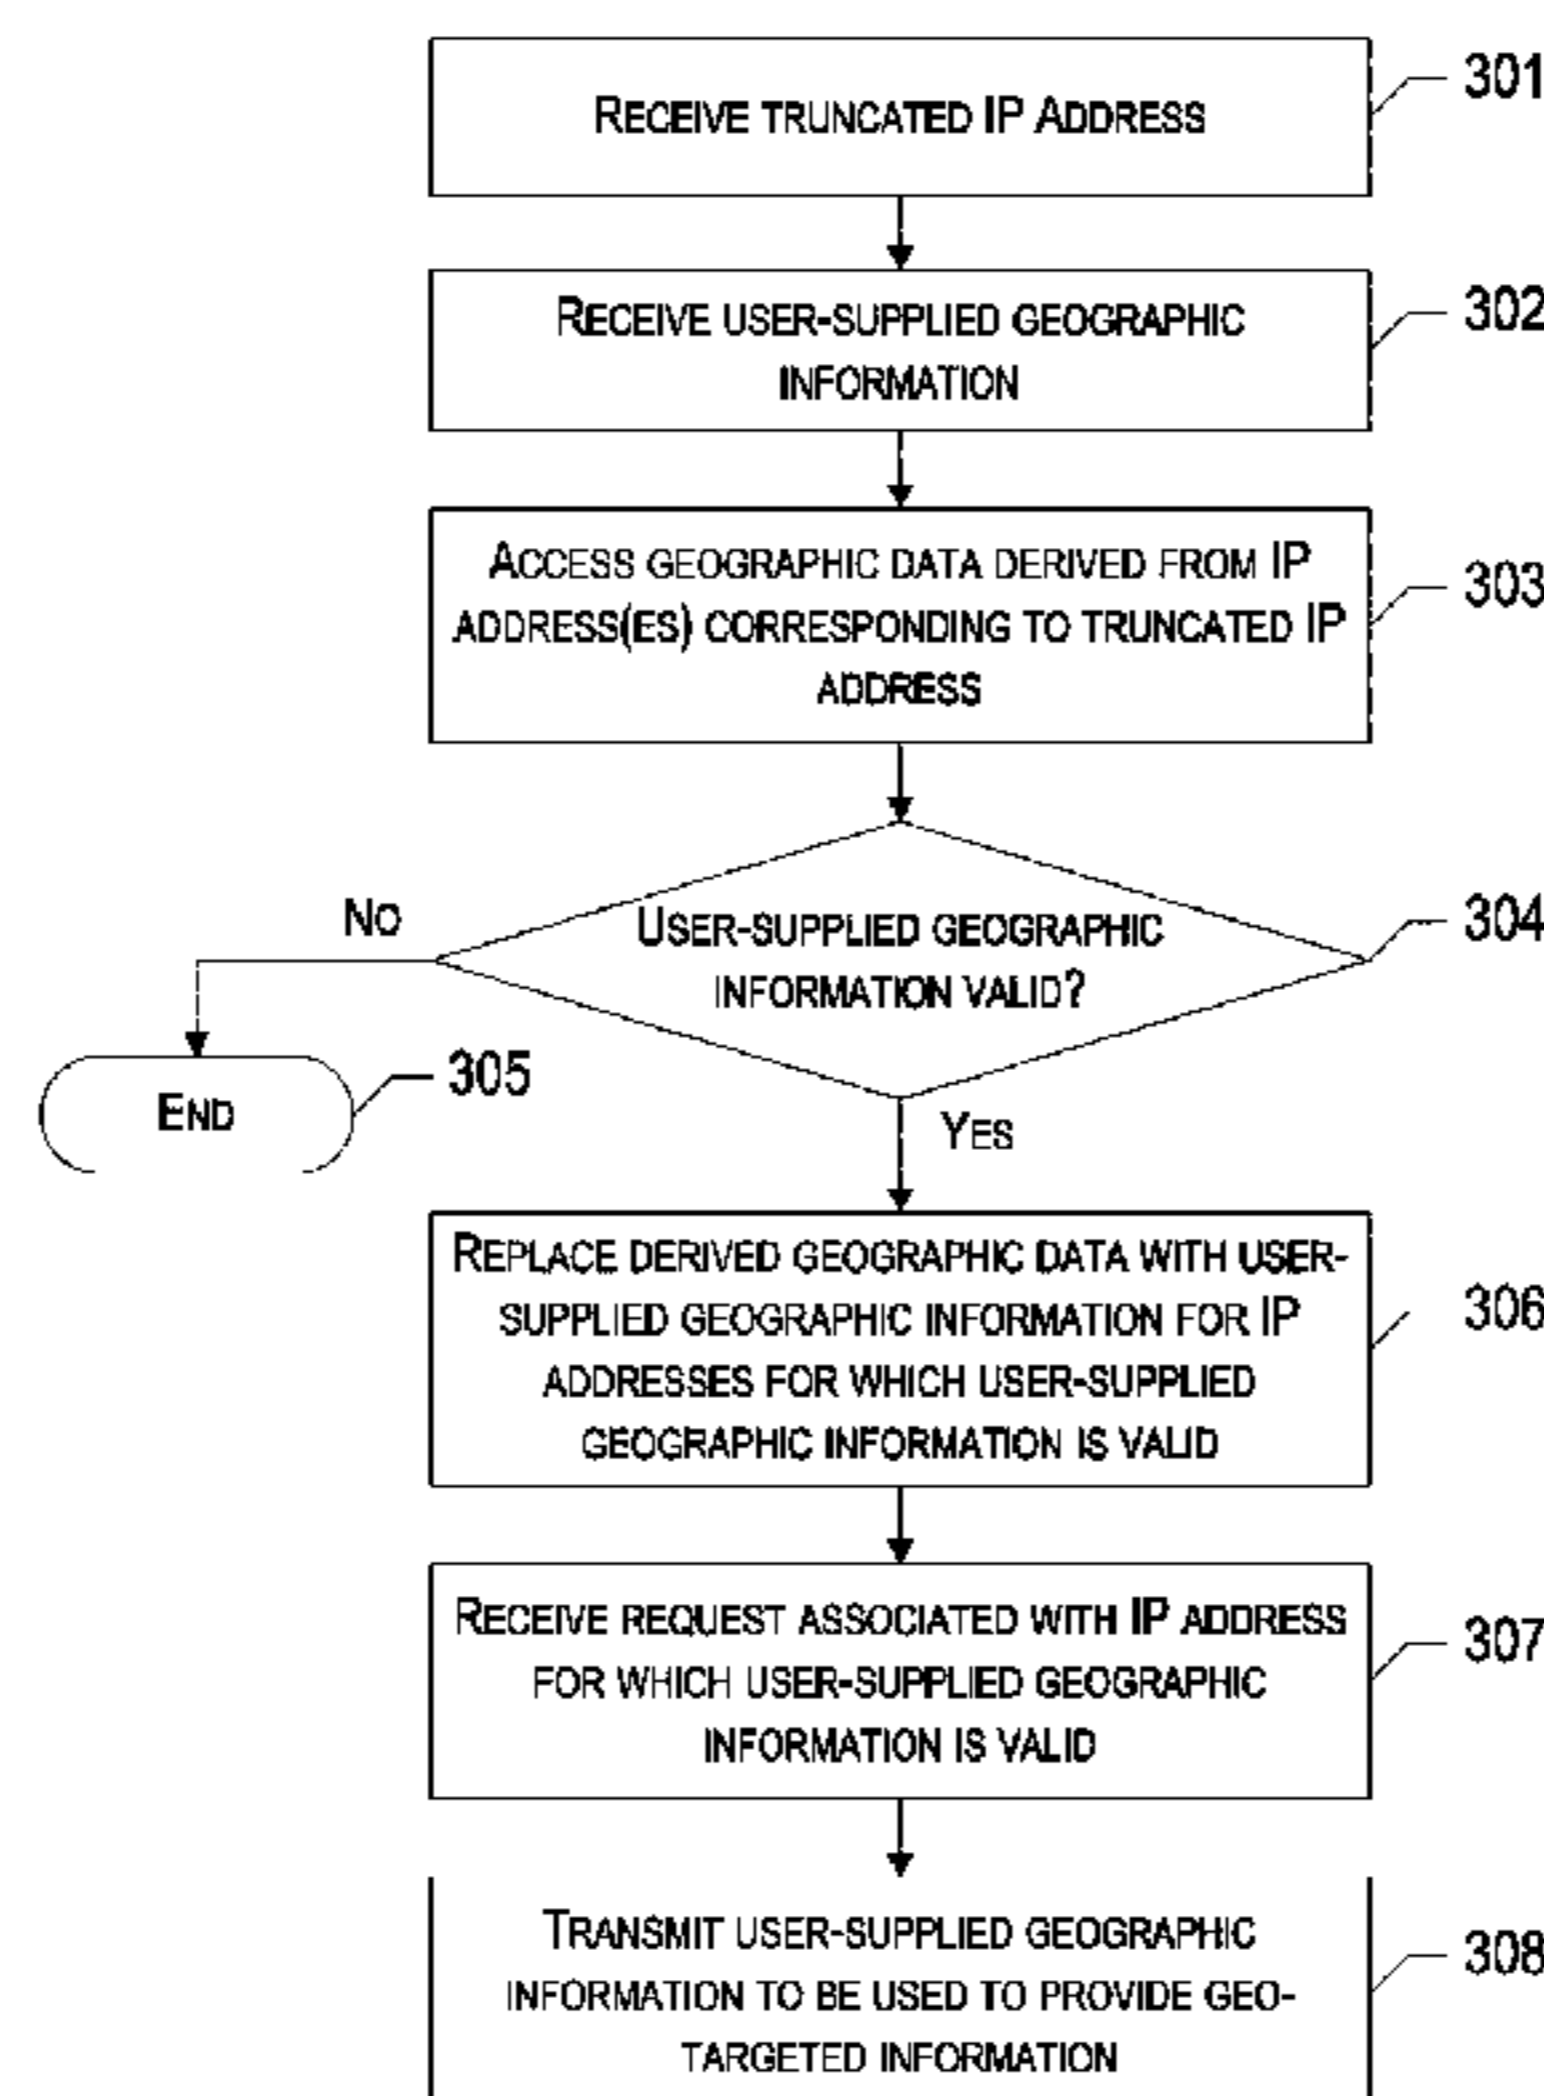 RECEIVE TRUNCATED IP ADDRESS
301
RECEIVE USER-SUPPLIED GEOGRAPHIC
INFORMATION
302
ACCESS GEOGRAPHIC DATA DERIVED FROM IP
ADDRESS(ES) CORRESPONDING TO TRUNCATED IP
ADDRESS
303
NO
USER-SUPPLIED GEOGRAPHIC
INFORMATION VALID?
304
END
305
YES
REPLACE DERIVED GEOGRAPHIC DATA WITH USER-
SUPPLIED GEOGRAPHIC INFORMATION FOR IP
ADDRESSES FOR WHICH USER-SUPPLIED
GEOGRAPHIC INFORMATION IS VALID
306
RECEIVE REQUEST ASSOCIATED WITH IP ADDRESS
FOR WHICH USER-SUPPLIED GEOGRAPHIC
INFORMATION IS VALID
307
TRANSMIT USER-SUPPLIED GEOGRAPHIC
INFORMATION TO BE USED TO PROVIDE GEO-
TARGETED INFORMATION
308